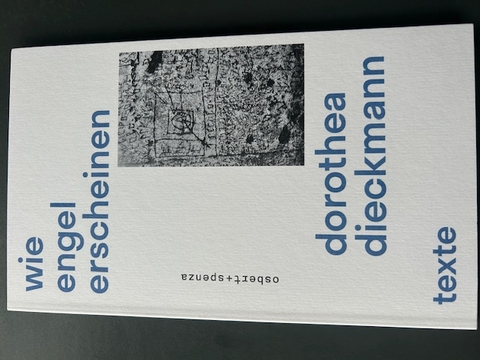 wie
engel
erscheinen
dorothea
dieckmann
texte
osbert+spenza